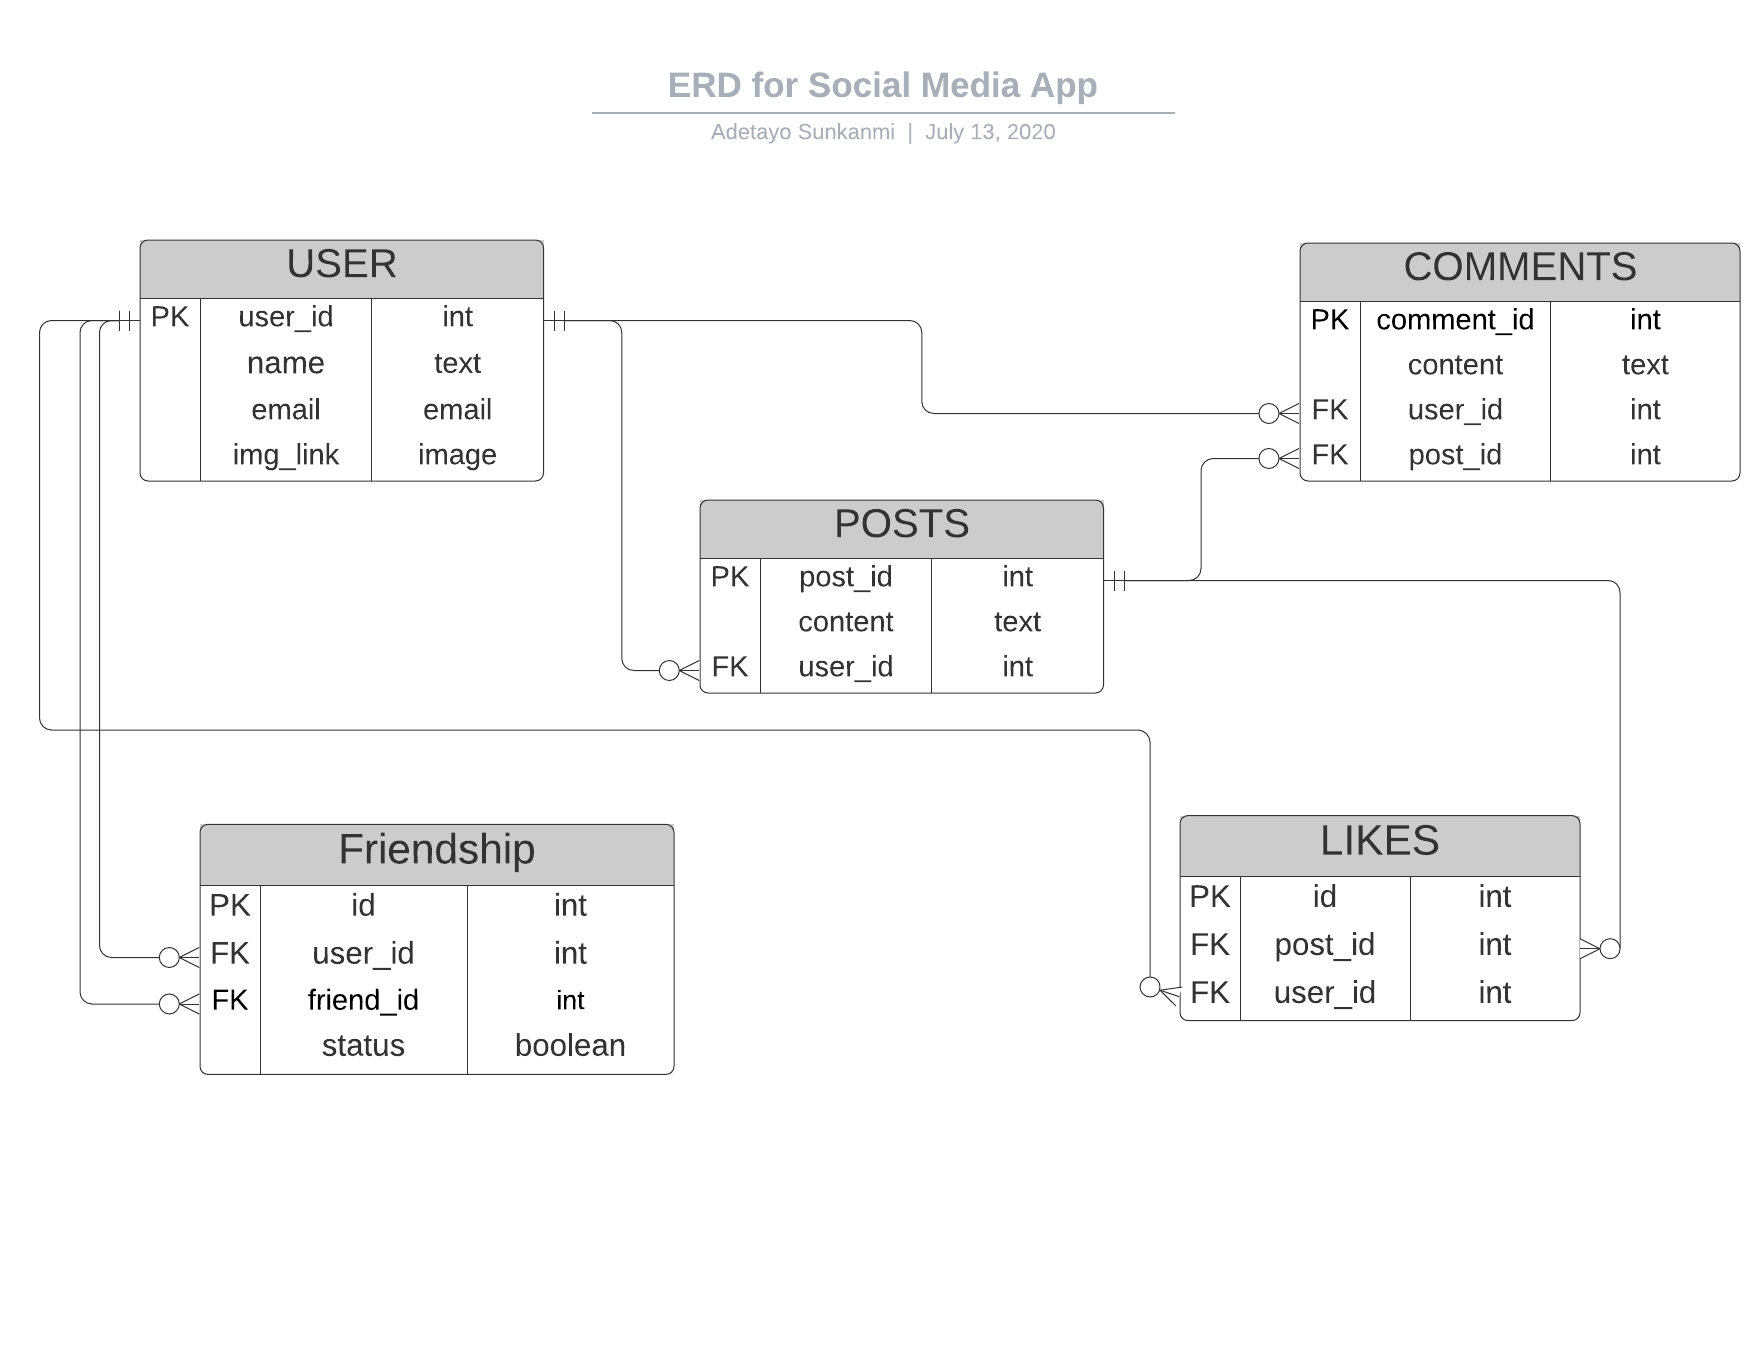 ERD for Social Media App
Adetayo Sunkanmi | July 13, 2020
USER
PK user_id int
name text
email email
img_link image
COMMENTS
PK comment_id int
content text
FK user_id int
FK post_id int
POSTS
PK post_id int
content text
FK user_id int
Friendship
PK id int
FK user_id int
FK friend_id int
status boolean
LIKES
PK id int
FK post_id int
FK user_id int